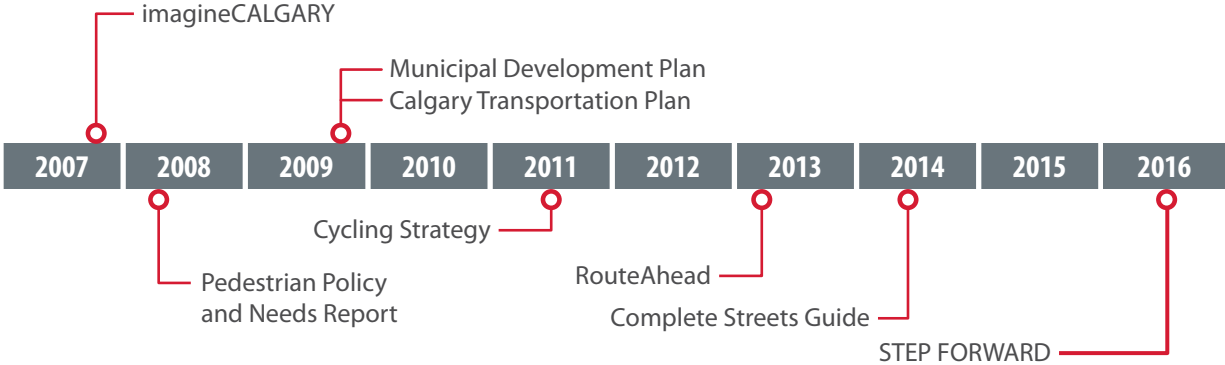 imagineCALGARY
Municipal Development Plan
Calgary Transportation Plan
2007 2008 2009 2010 2011 2012 2013 2014 2015 2016
Cycling Strategy
Pedestrian Policy
and Needs Report
RouteAhead
Complete Streets Guide
STEP FORWARD